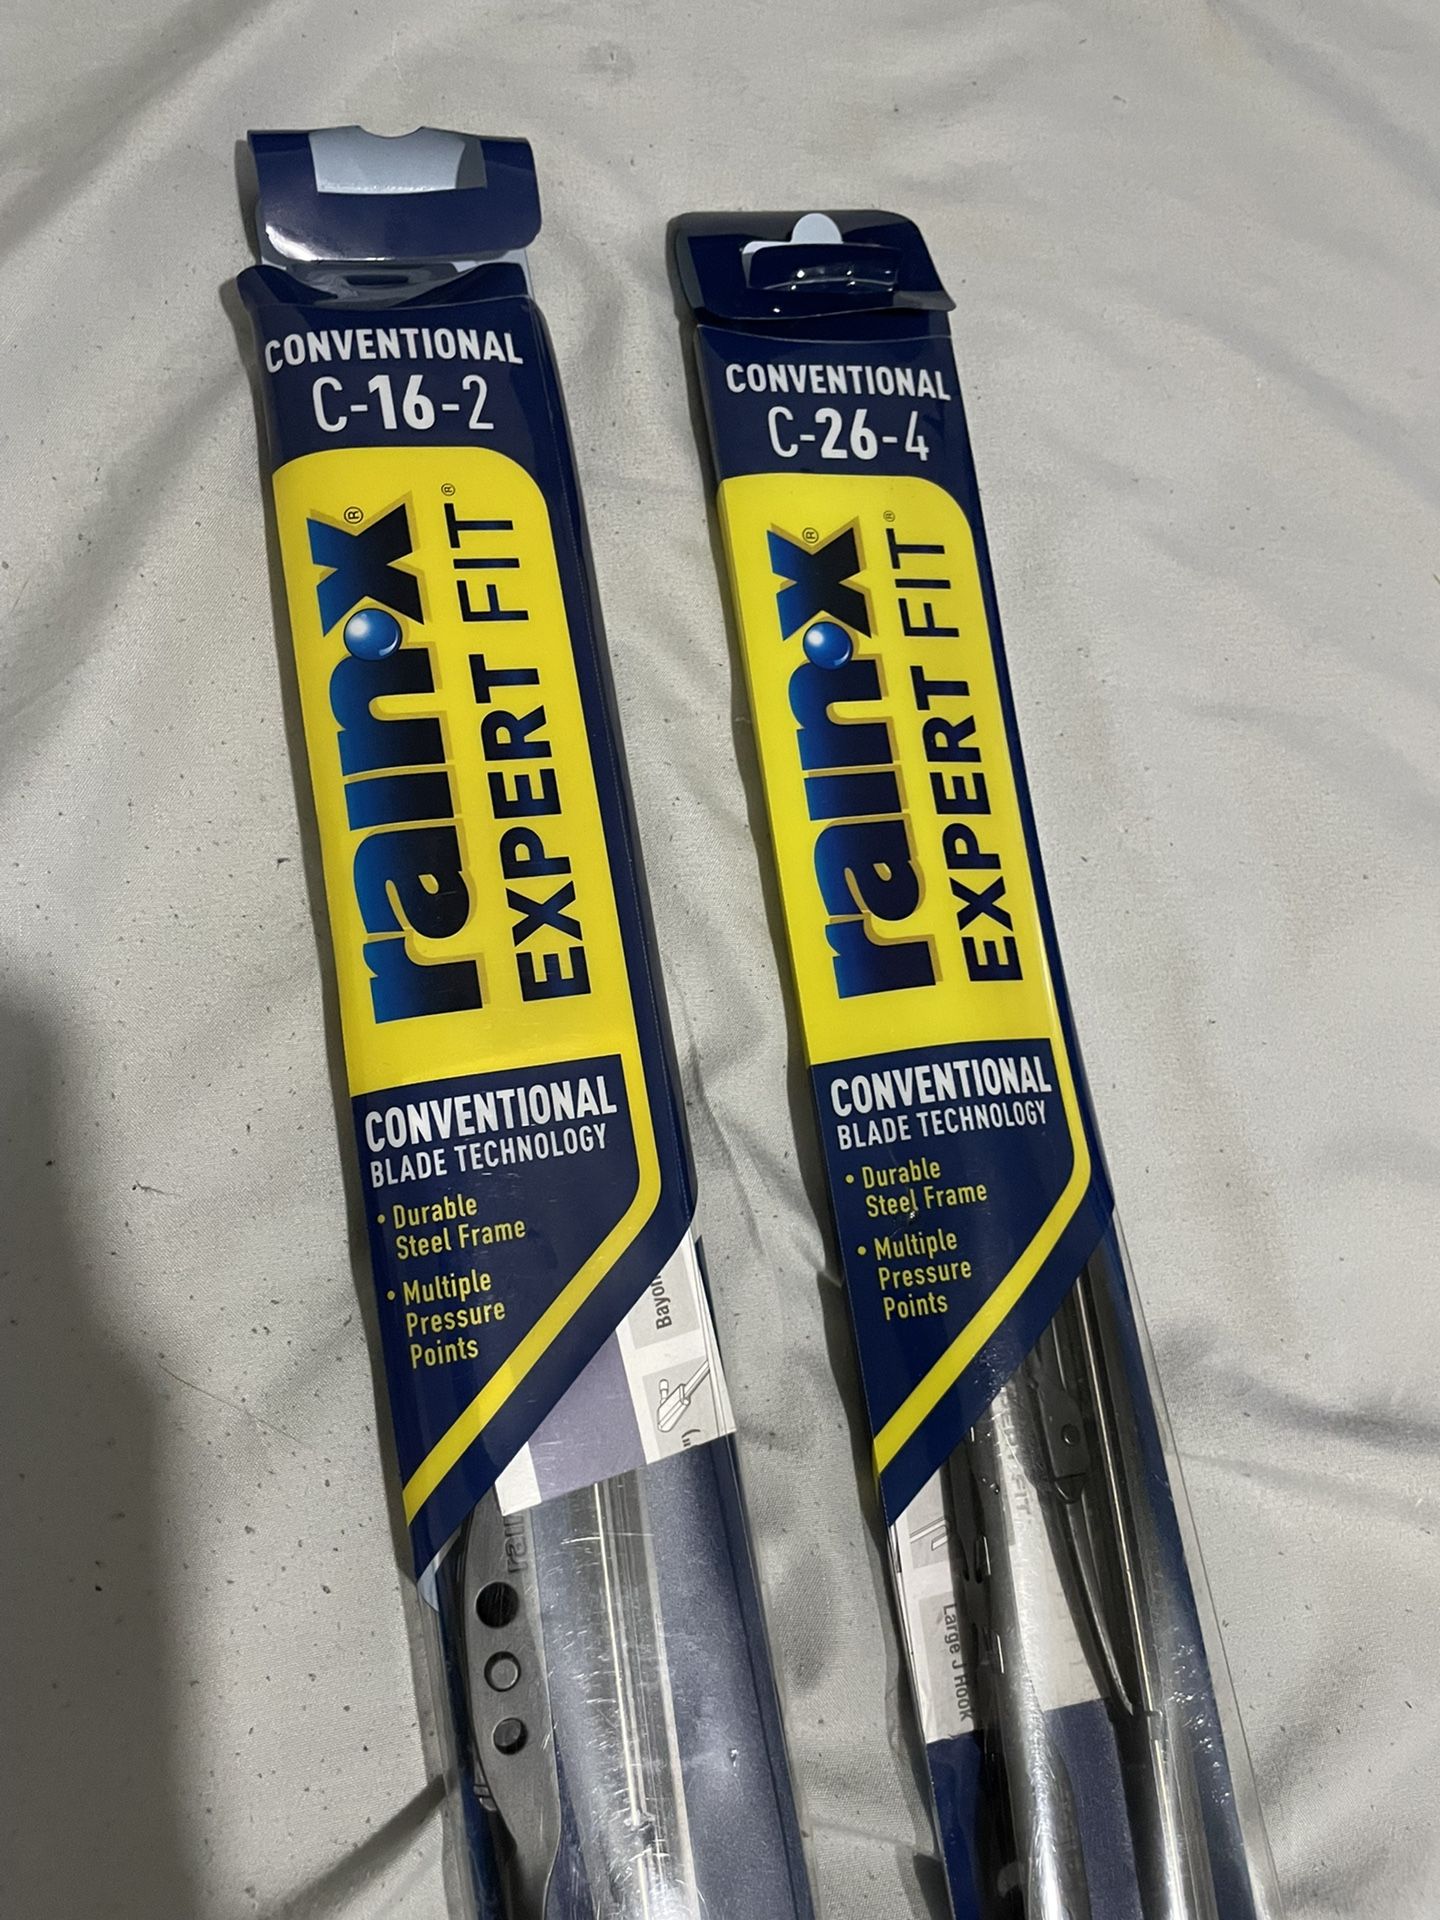 CONVENTIONAL
C-16-2
rain-x®
EXPERT FIT®
CONVENTIONAL
BLADE TECHNOLOGY
• Durable
Steel Frame
• Multiple
Pressure
Points
CONVENTIONAL
C-26-4
rain-x®
EXPERT FIT®
CONVENTIONAL
BLADE TECHNOLOGY
• Durable
Steel Frame
• Multiple
Pressure
Points
Large J Hook